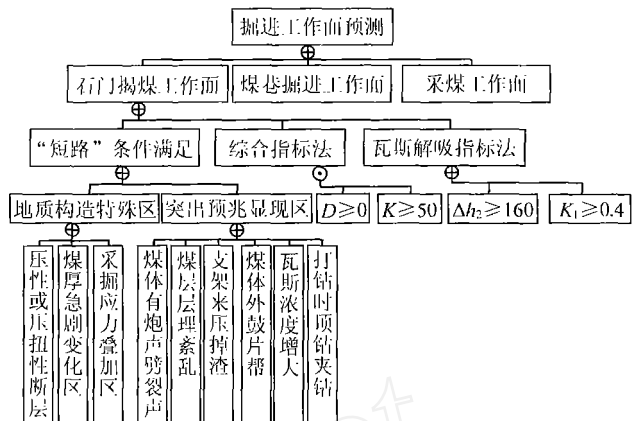 掘进工作面预测
石门揭煤工作面 煤巷掘进工作面 采煤工作面
“短路”条件满足 综合指标法 瓦斯解吸指标法
地质构造特殊区 突出预兆显现区 D≥0 K≥50 Δh₂≥160 K₁≥0.4
压性或压扭性断层
煤厚急剧变化区
采掘应力叠加区
煤体有炮声劈裂声
煤层层理紊乱
支架来压掉渣
煤体外鼓片帮
瓦斯浓度增大
打钻时顶钻夹钻